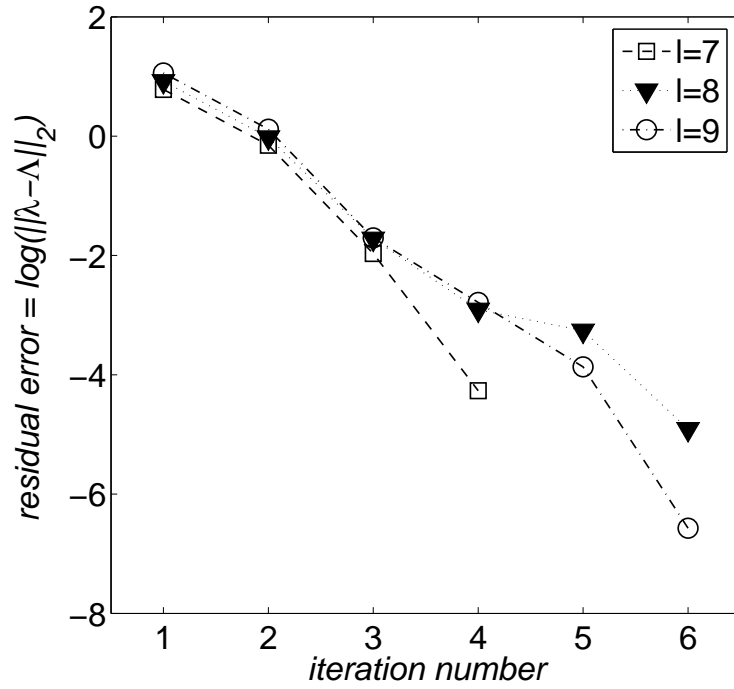 2
0
−2
−4
−6
−8
residual error = log(||λ−Λ||₂)
l=7
l=8
l=9
1 2 3 4 5 6
iteration number